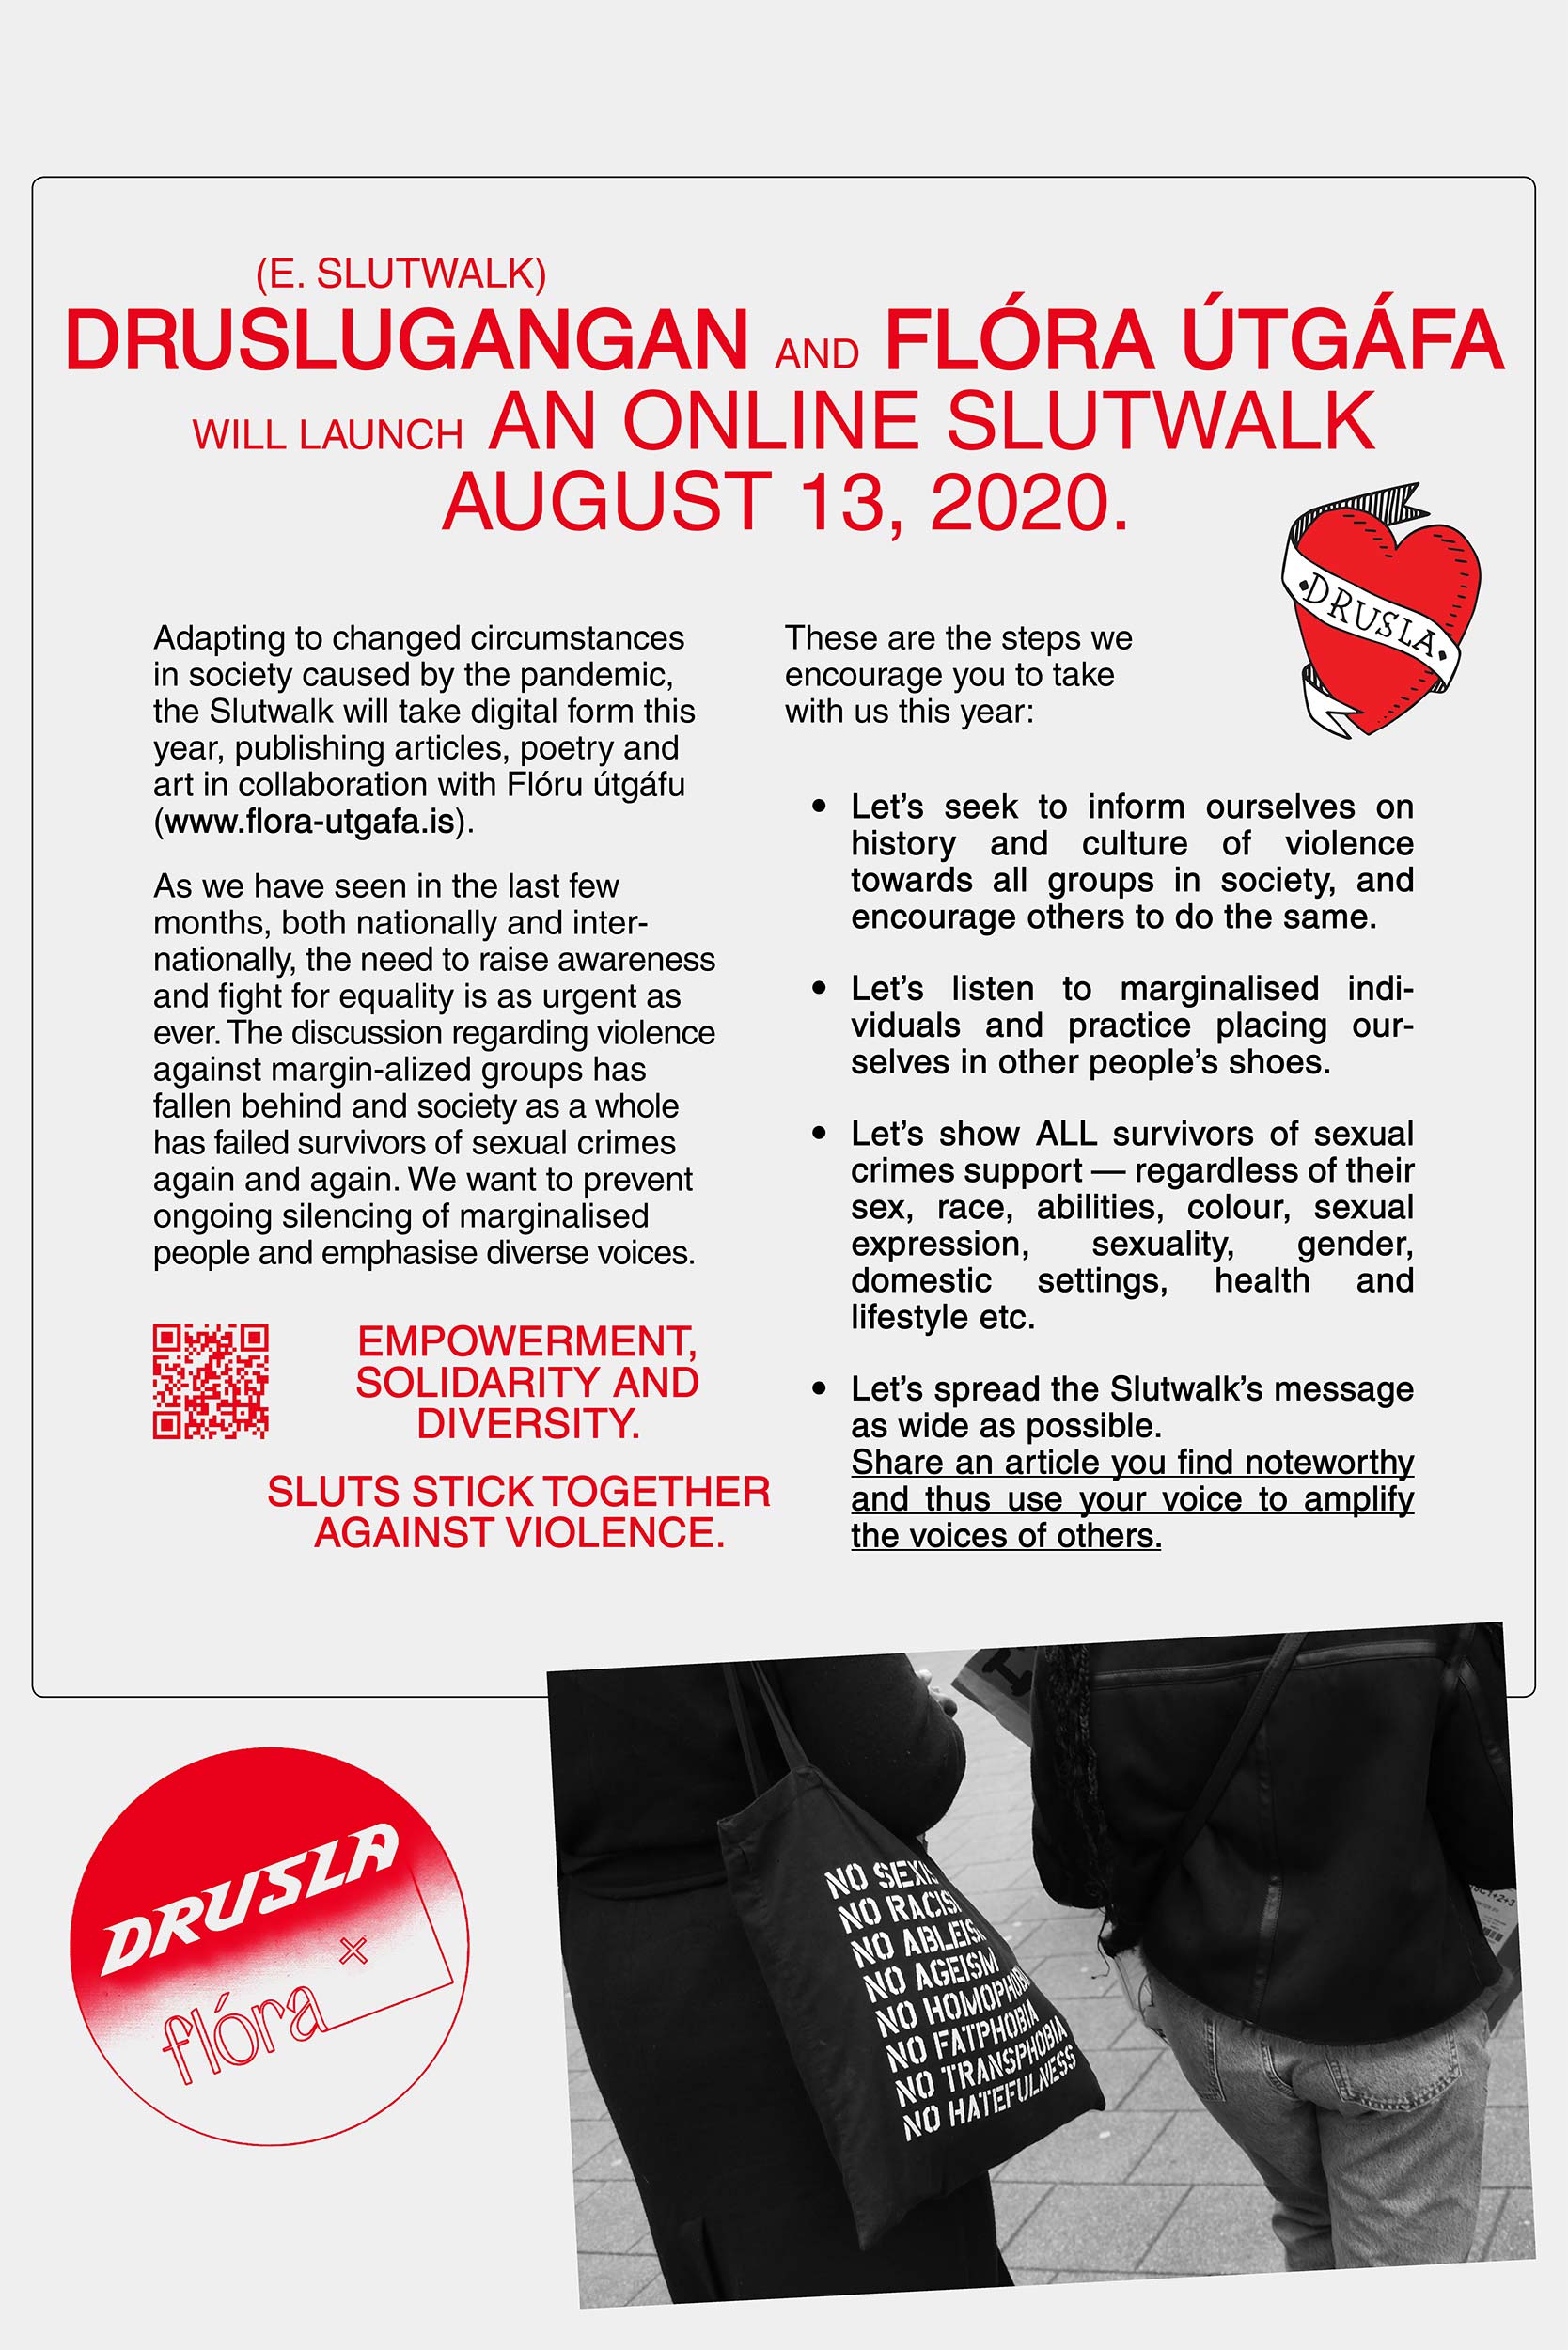 (E. SLUTWALK)
DRUSLUGANGAN AND FLÓRA ÚTGÁFA
WILL LAUNCH AN ONLINE SLUTWALK
AUGUST 13, 2020.
DRUSLA
Adapting to changed circumstances
in society caused by the pandemic,
the Slutwalk will take digital form this
year, publishing articles, poetry and
art in collaboration with Flóru útgáfu
(www.flora-utgafa.is).
As we have seen in the last few
months, both nationally and inter-
nationally, the need to raise awareness
and fight for equality is as urgent as
ever. The discussion regarding violence
against margin-alized groups has
fallen behind and society as a whole
has failed survivors of sexual crimes
again and again. We want to prevent
ongoing silencing of marginalised
people and emphasise diverse voices.
EMPOWERMENT,
SOLIDARITY AND
DIVERSITY.
SLUTS STICK TOGETHER
AGAINST VIOLENCE.
These are the steps we
encourage you to take
with us this year:
• Let’s seek to inform ourselves on
history and culture of violence
towards all groups in society, and
encourage others to do the same.
• Let’s listen to marginalised indi-
viduals and practice placing our-
selves in other people’s shoes.
• Let’s show ALL survivors of sexual
crimes support — regardless of their
sex, race, abilities, colour, sexual
expression, sexuality, gender,
domestic settings, health and
lifestyle etc.
• Let’s spread the Slutwalk’s message
as wide as possible.
Share an article you find noteworthy
and thus use your voice to amplify
the voices of others.
DRUSLA
×
flóra
NO SEXIS
NO RACIS
NO ABLEIS
NO AGEISM
NO HOMOPHOB
NO FATPHOBIA
NO TRANSPHOBIA
NO HATEFULNESS